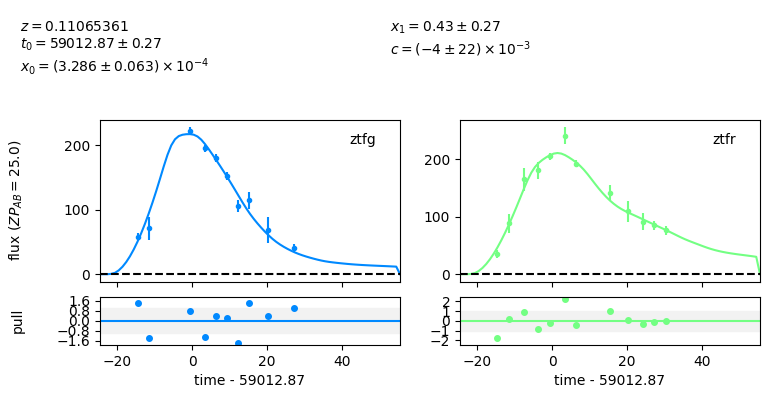 z = 0.11065361
t₀ = 59012.87 ± 0.27
x₀ = (3.286 ± 0.063) × 10⁻⁴
x₁ = 0.43 ± 0.27
c = (−4 ± 22) × 10⁻³
flux (ZP_AB = 25.0)
200
100
0
ztfg
200
100
0
ztfr
pull
1.6
0.8
0.0
−0.8
−1.6
2
1
0
−1
−2
−20 0 20 40
time - 59012.87
−20 0 20 40
time - 59012.87